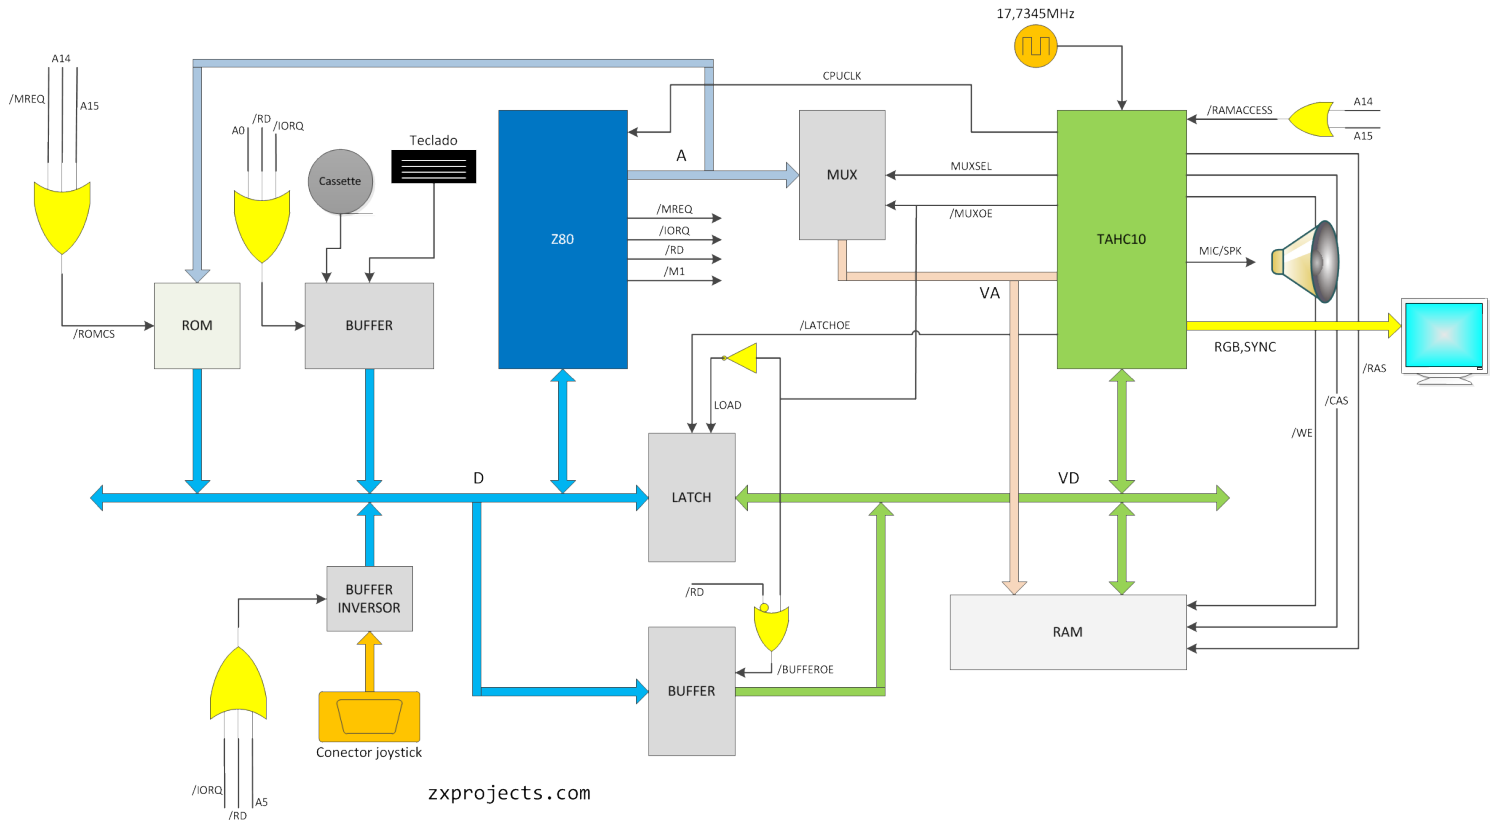 17,7345MHz
A14
/MREQ
A15
/RD
A0
/IORQ
Teclado
Cassette
CPUCLK
/RAMACCESS
A14
A15
A
MUX
MUXSEL
/MUXOE
Z80
/MREQ
/IORQ
/RD
/M1
TAHC10
MIC/SPK
VA
ROM
/ROMCS
BUFFER
/LATCHOE
RGB,SYNC
/RAS
/CAS
/WE
LOAD
D
LATCH
VD
BUFFER
INVERSOR
/RD
RAM
/BUFFEROE
BUFFER
Conector joystick
/IORQ
A5
/RD
zxprojects.com